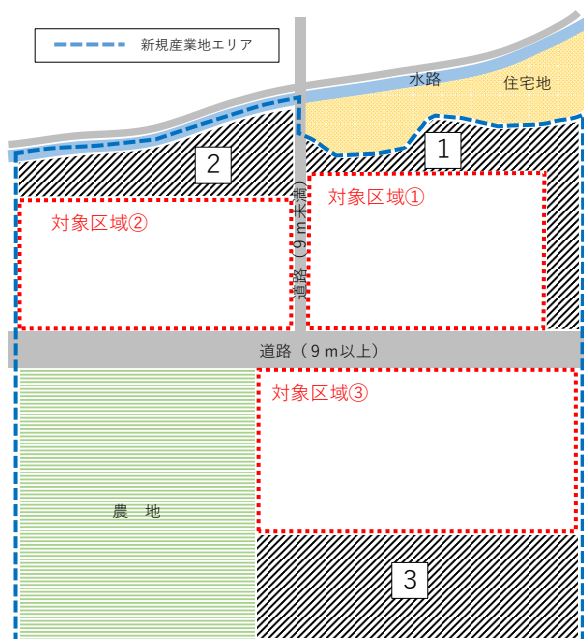 新規産業地エリア
水路
住宅地
1
2
対象区域①
対象区域②
道路（９ｍ未満）
道路（９ｍ以上）
対象区域③
農　地
3